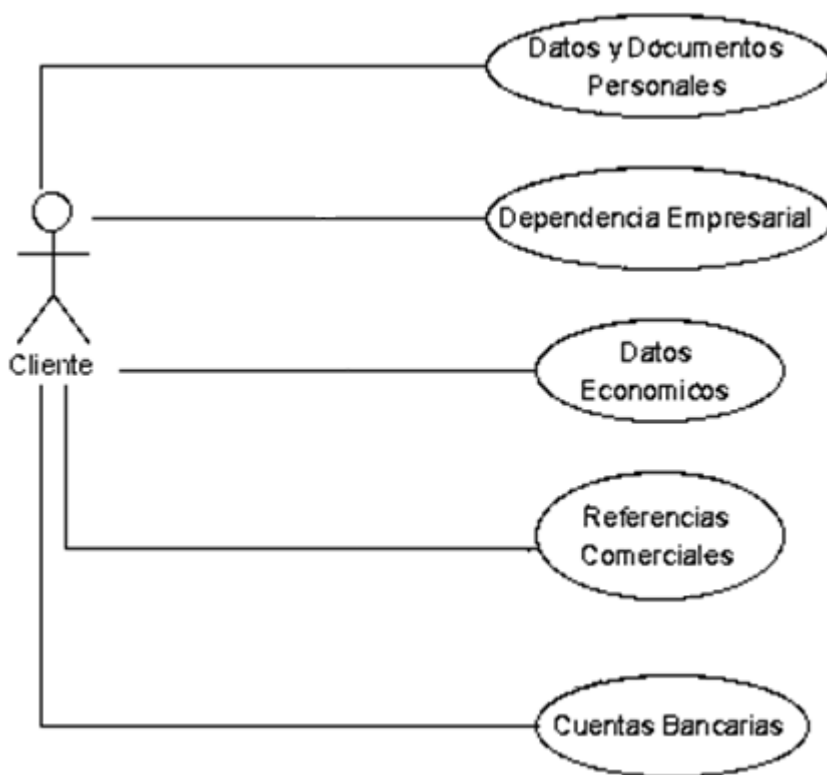 Datos y Documentos
Personales
Dependencia Empresarial
Cliente
Datos
Economicos
Referencias
Comerciales
Cuentas Bancarias